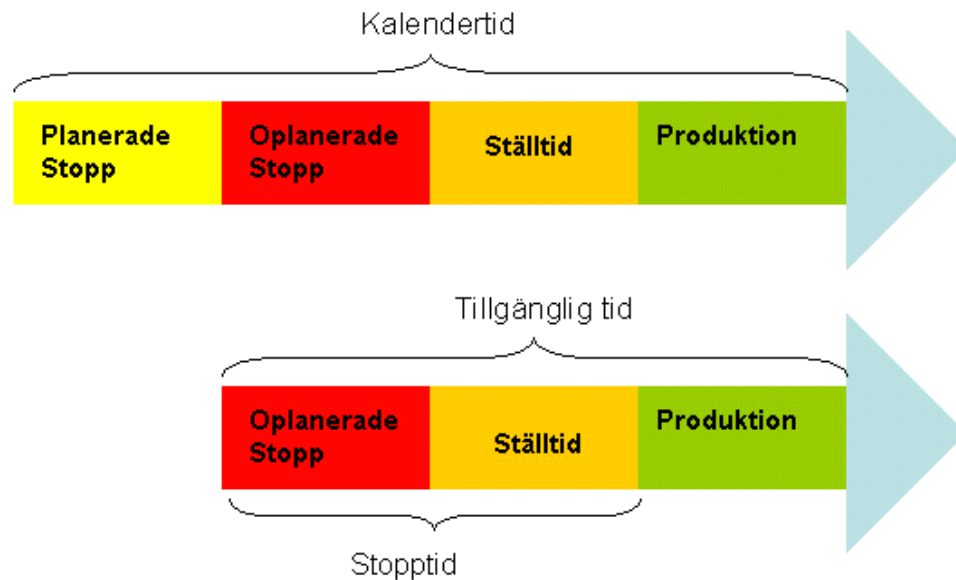 Kalendertid
Planerade
Stopp
Oplanerade
Stopp
Ställtid
Produktion
Tillgänglig tid
Oplanerade
Stopp
Ställtid
Produktion
Stopptid